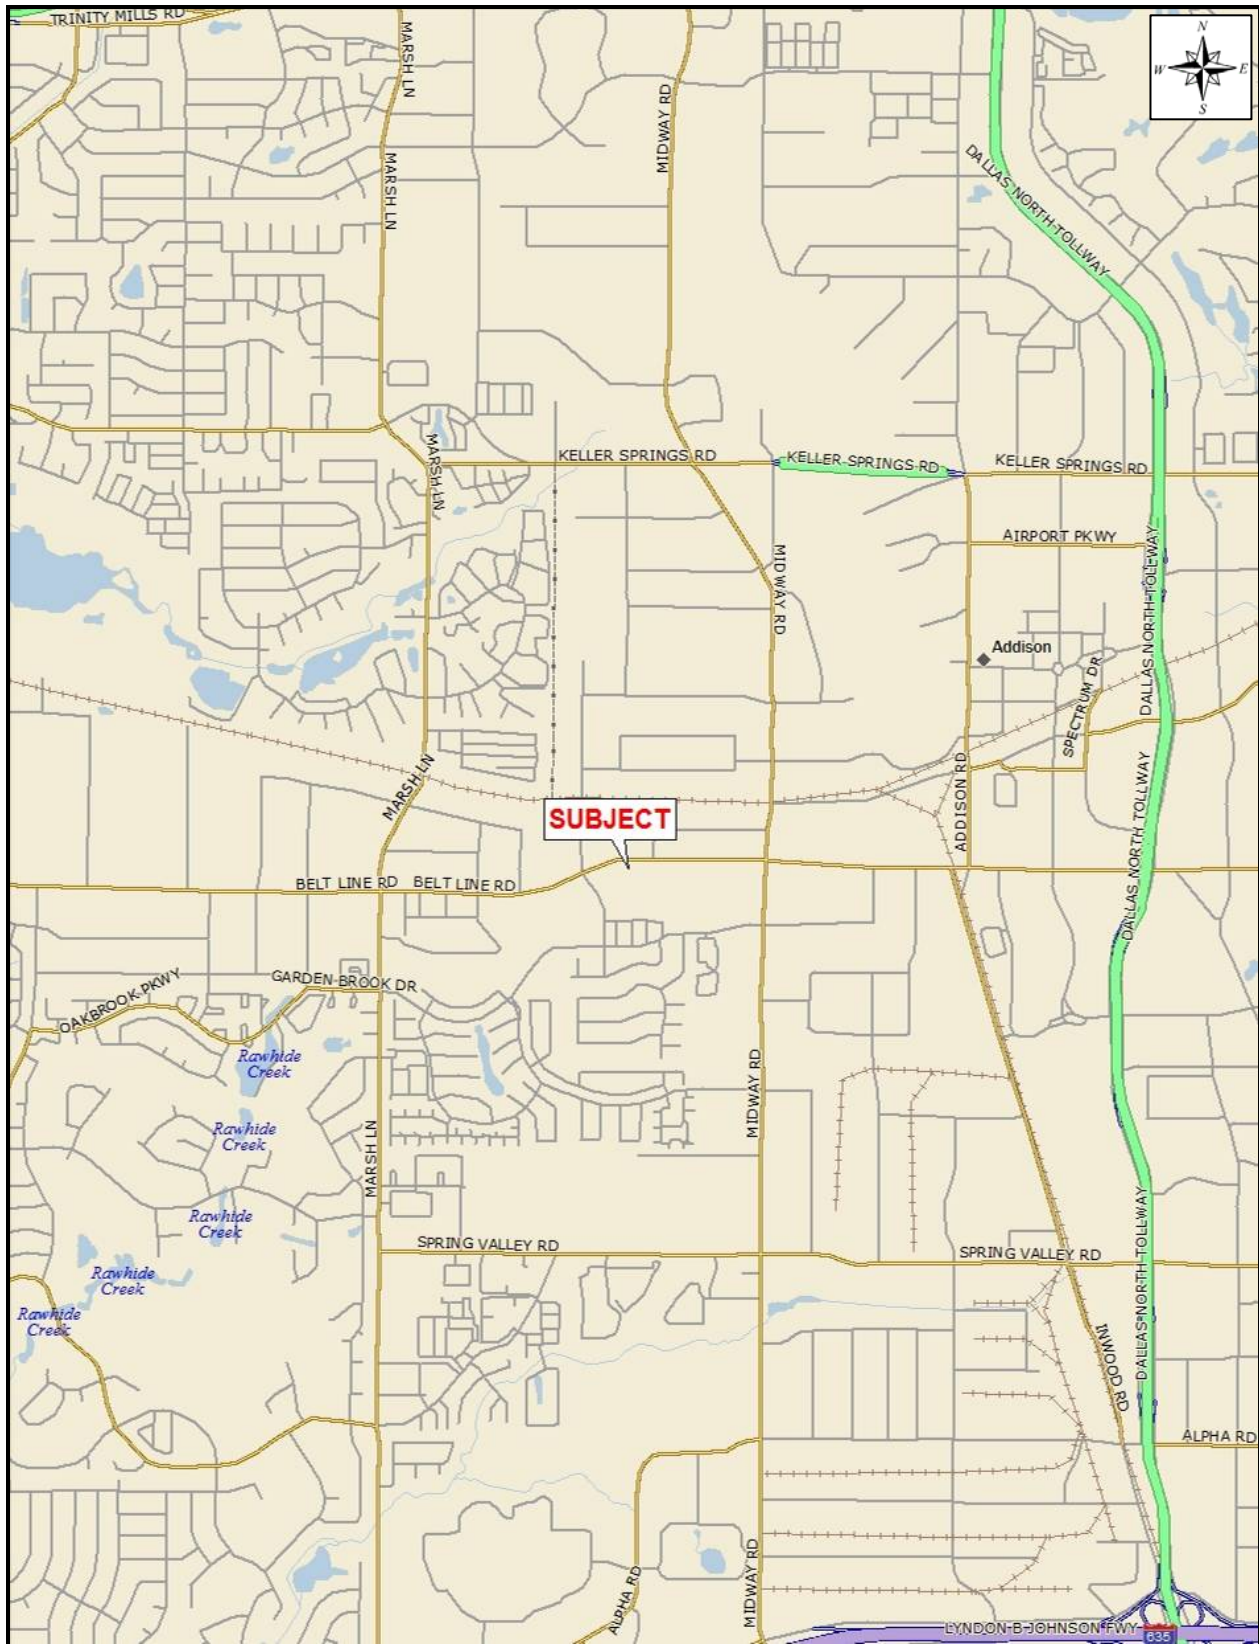 TRINITY MILLS RD
MARSH LN
MIDWAY RD
N
W E
S
MARSH LN
DALLAS NORTH TOLLWAY
MARSH LN
KELLER SPRINGS RD
KELLER SPRINGS RD
KELLER SPRINGS RD
AIRPORT PKWY
MIDWAY RD
DALLAS NORTH TOLLWAY
Addison
SPECTRUM DR
MARSH LN
SUBJECT
ADDISON RD
DALLAS NORTH TOLLWAY
BELT LINE RD
BELT LINE RD
GARDEN BROOK DR
OAKBROOK PKWY
Rawhide
Creek
MIDWAY RD
Rawhide
Creek
MARSH LN
Rawhide
Creek
SPRING VALLEY RD
SPRING VALLEY RD
DALLAS NORTH TOLLWAY
Rawhide
Creek
Rawhide
Creek
INWOOD RD
ALPHA RD
ALPHA RD
MIDWAY RD
LYNDON B JOHNSON FWY
635